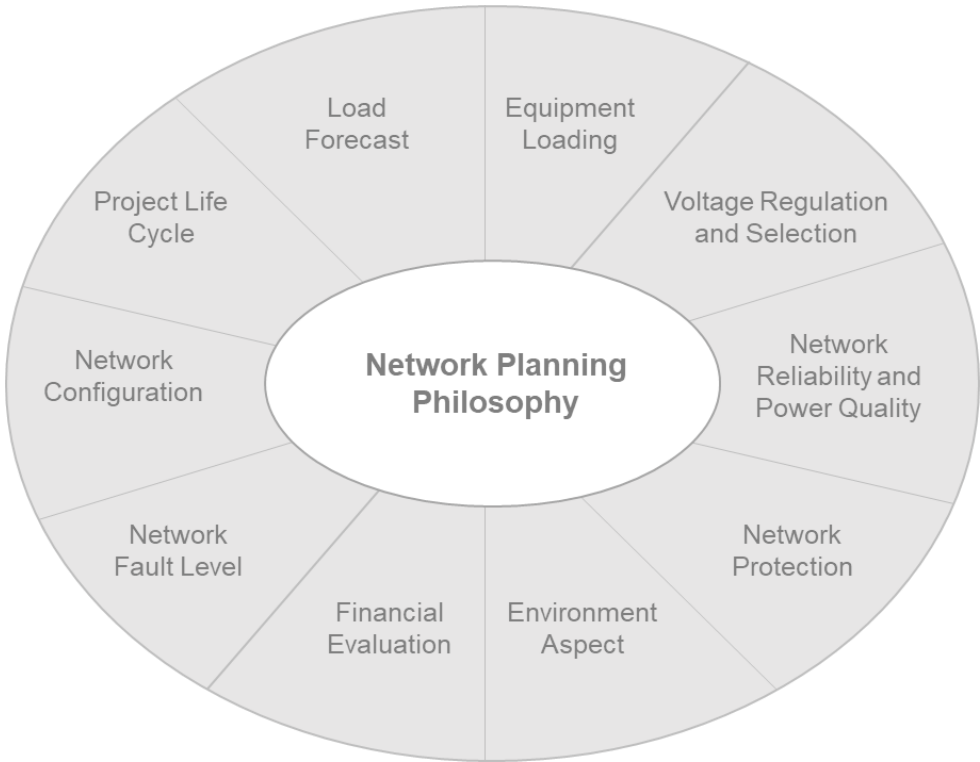 Load
Forecast
Equipment
Loading
Voltage Regulation
and Selection
Network
Reliability and
Power Quality
Network
Protection
Environment
Aspect
Financial
Evaluation
Network
Fault Level
Network
Configuration
Project Life
Cycle
Network Planning
Philosophy